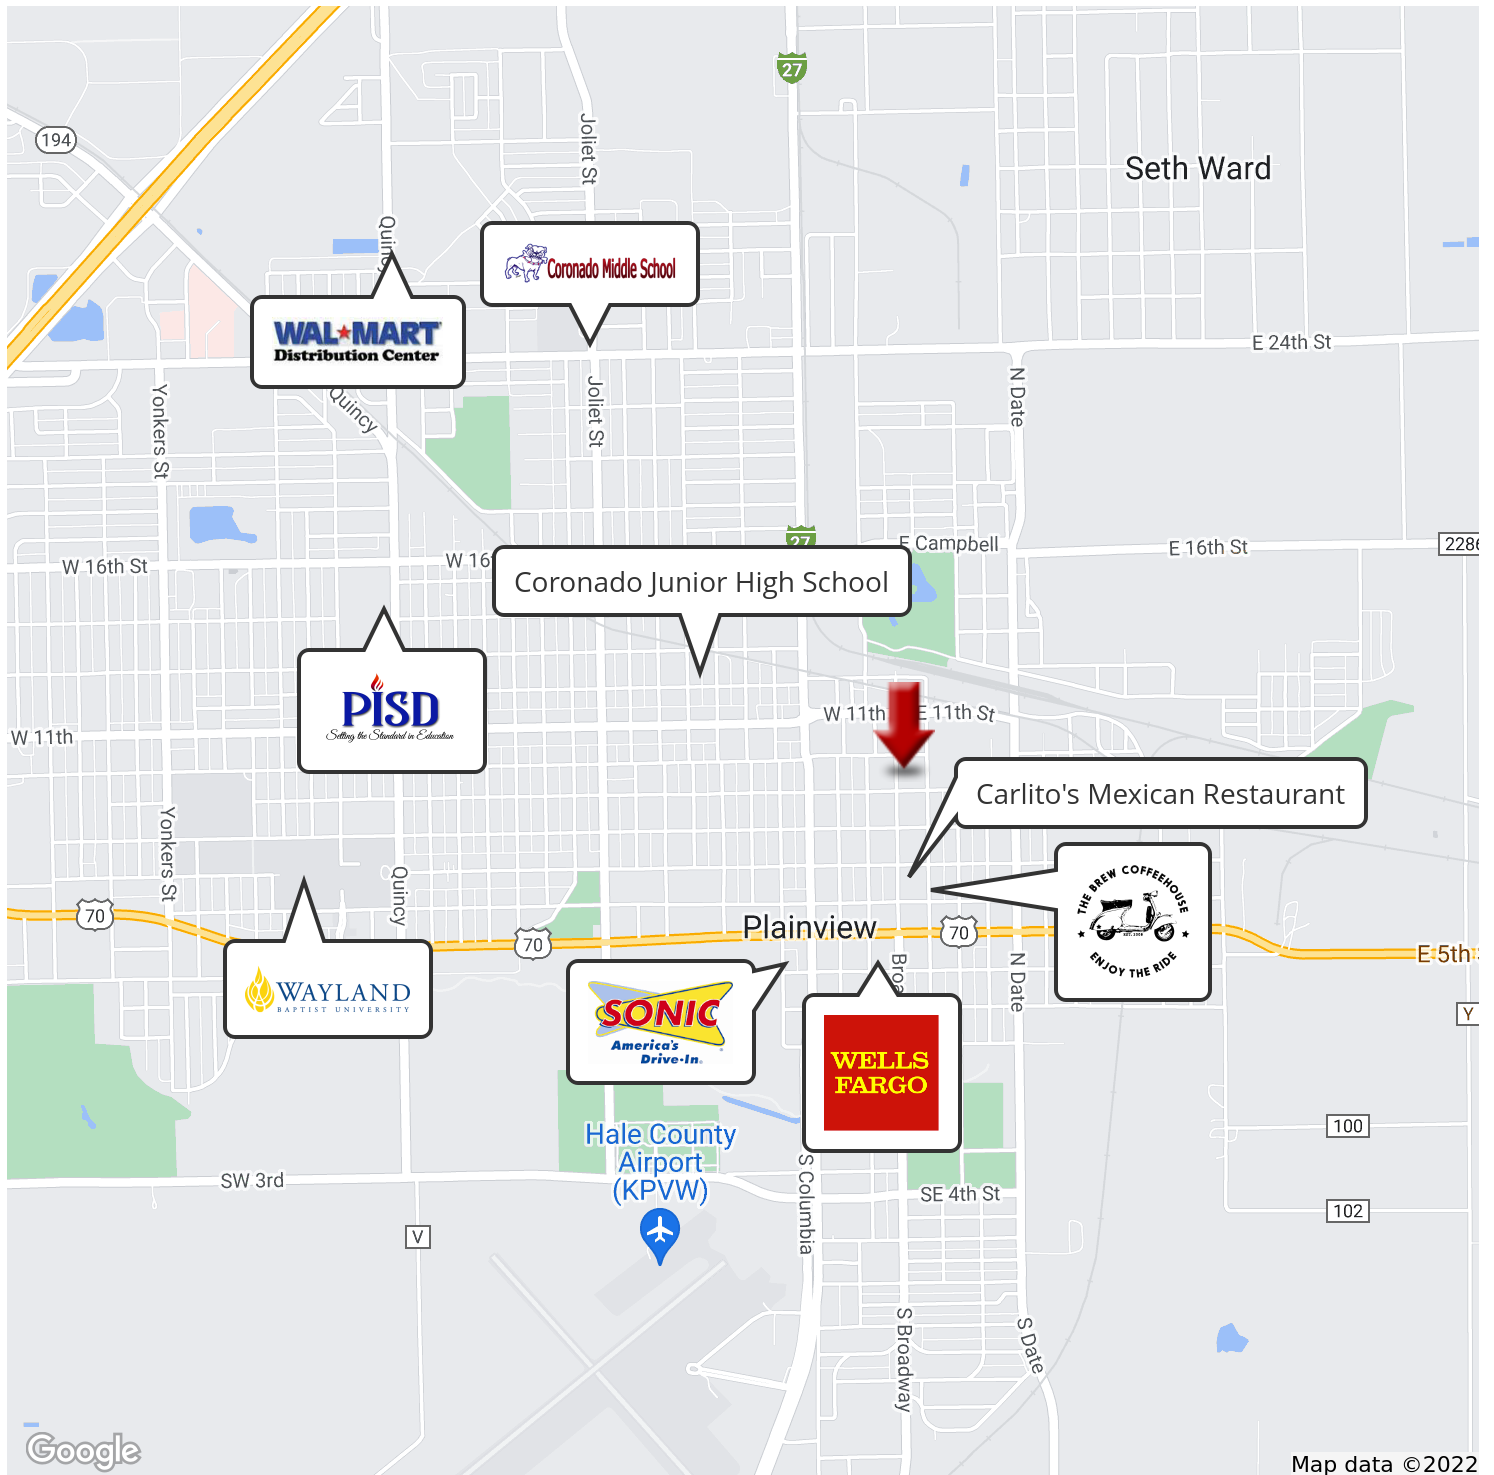 27
194
Joliet St
Seth Ward
Quincy
Coronado Middle School
WAL★MART
Distribution Center
E 24th St
Yonkers St
Quincy
Joliet St
N Date
27
E Campbell
W 16th St
W 16
E 16th St
2286
Coronado Junior High School
PISD
Setting the Standard in Education
W 11th
W 11th
E 11th St
Carlito's Mexican Restaurant
Yonkers St
Quincy
THE BREW COFFEEHOUSE
EST. 2008
ENJOY THE RIDE
70
70
Plainview
70
E 5th S
WAYLAND
BAPTIST UNIVERSITY
SONIC
America's
Drive-In
Broa
N Date
WELLS
FARGO
Y
100
Hale County
Airport
(KPVW)
SW 3rd
S Columbia
SE 4th St
102
V
S Broadway
S Date
Google
Map data ©2022